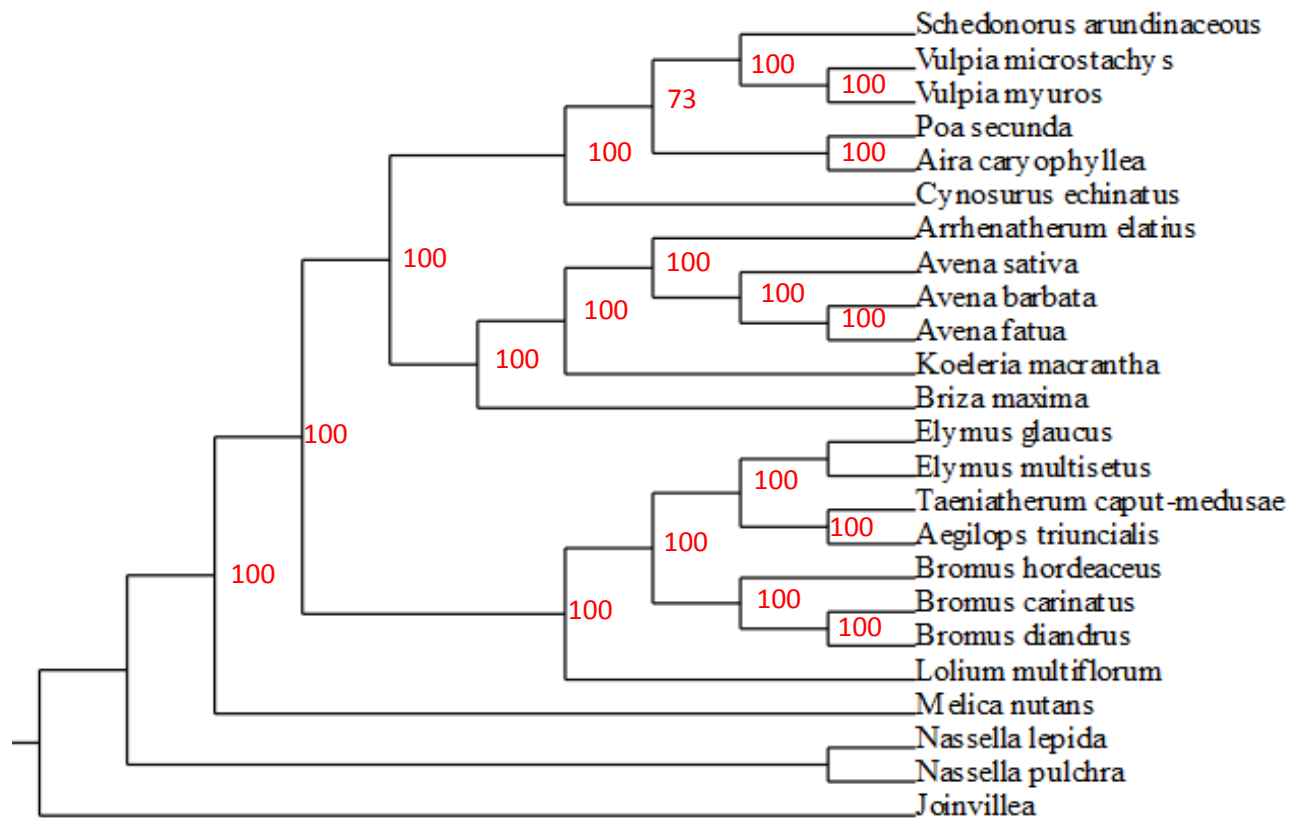 Schedonorus arundinaceous
100
Vulpia microstachys
100
73
Vulpia myuros
Poa secunda
100
100
Aira caryophyllea
Cynosurus echinatus
Arrhenatherum elatius
100
100
Avena sativa
100
Avena barbata
100
100
Avena fatua
100
Koeleria macrantha
Briza maxima
100
Elymus glaucus
Elymus multisetus
100
Taeniatherum caput-medusae
100
Aegilops triuncialis
100
Bromus hordeaceus
100
100
Bromus carinatus
100
100
Bromus diandrus
Lolium multiflorum
Melica nutans
Nassella lepida
Nassella pulchra
Joinvillea